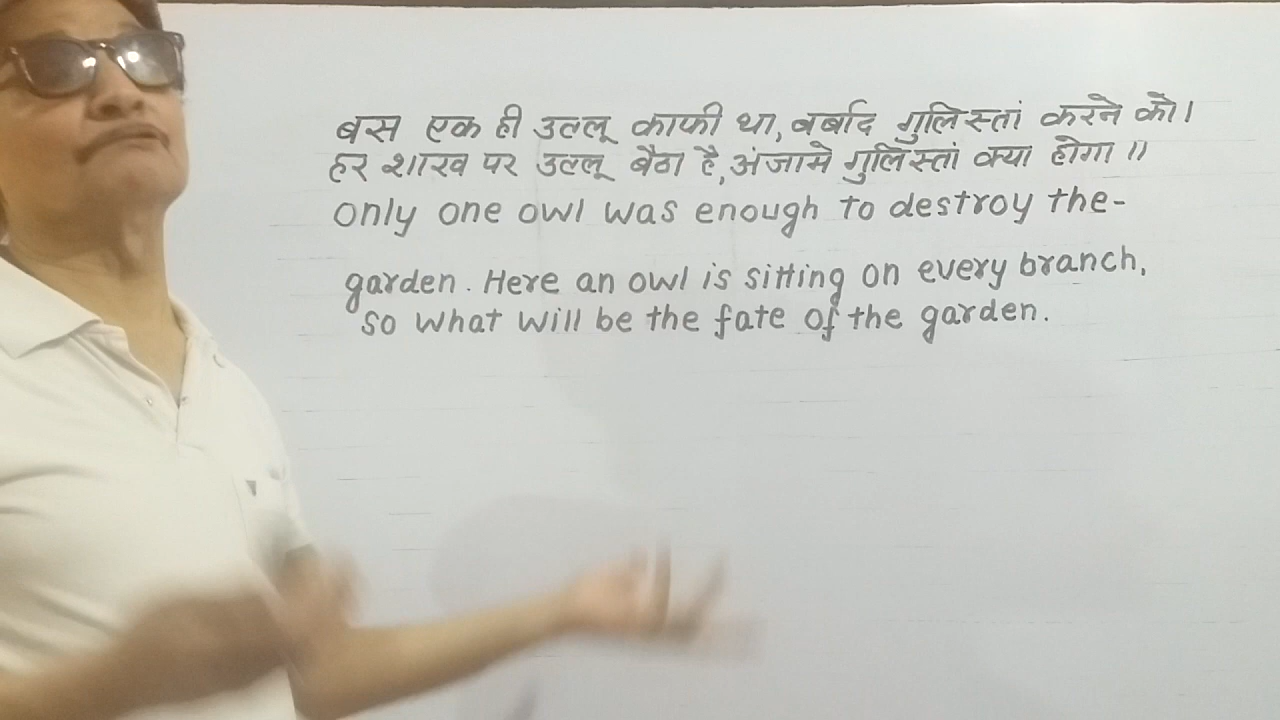 बस एक ही उल्लू काफी था, बर्बाद गुलिस्तां करने को।
हर शाख पर उल्लू बैठा है, अंजामे गुलिस्तां क्या होगा॥
Only one owl was enough to destroy the-
garden. Here an owl is sitting on every branch,
so what will be the fate of the garden.